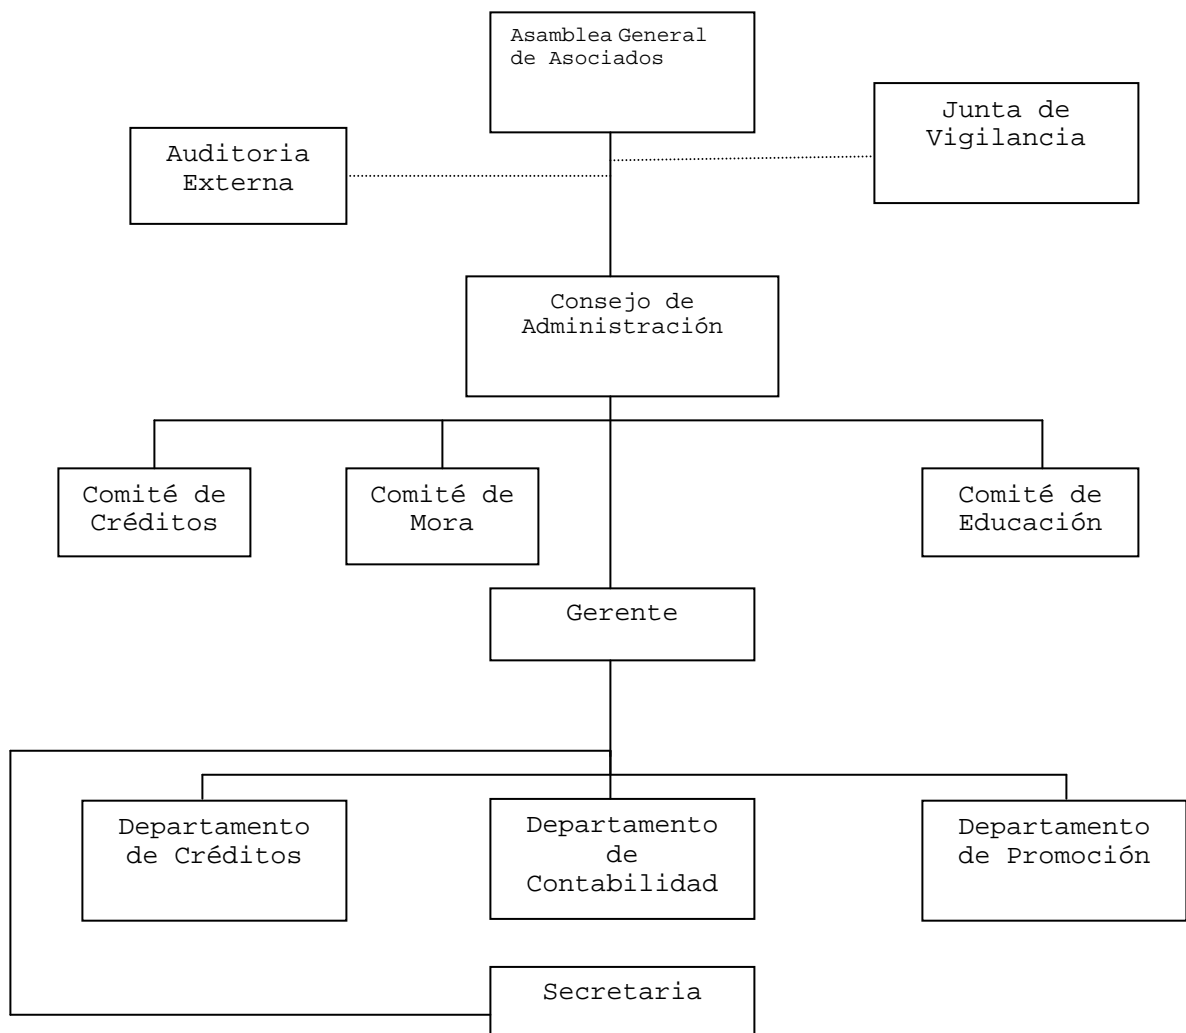 Asamblea General
de Asociados
Junta de
Vigilancia
Auditoria
Externa
Consejo de
Administración
Comité de
Créditos
Comité de
Mora
Comité de
Educación
Gerente
Departamento
de Créditos
Departamento
de
Contabilidad
Departamento
de Promoción
Secretaria